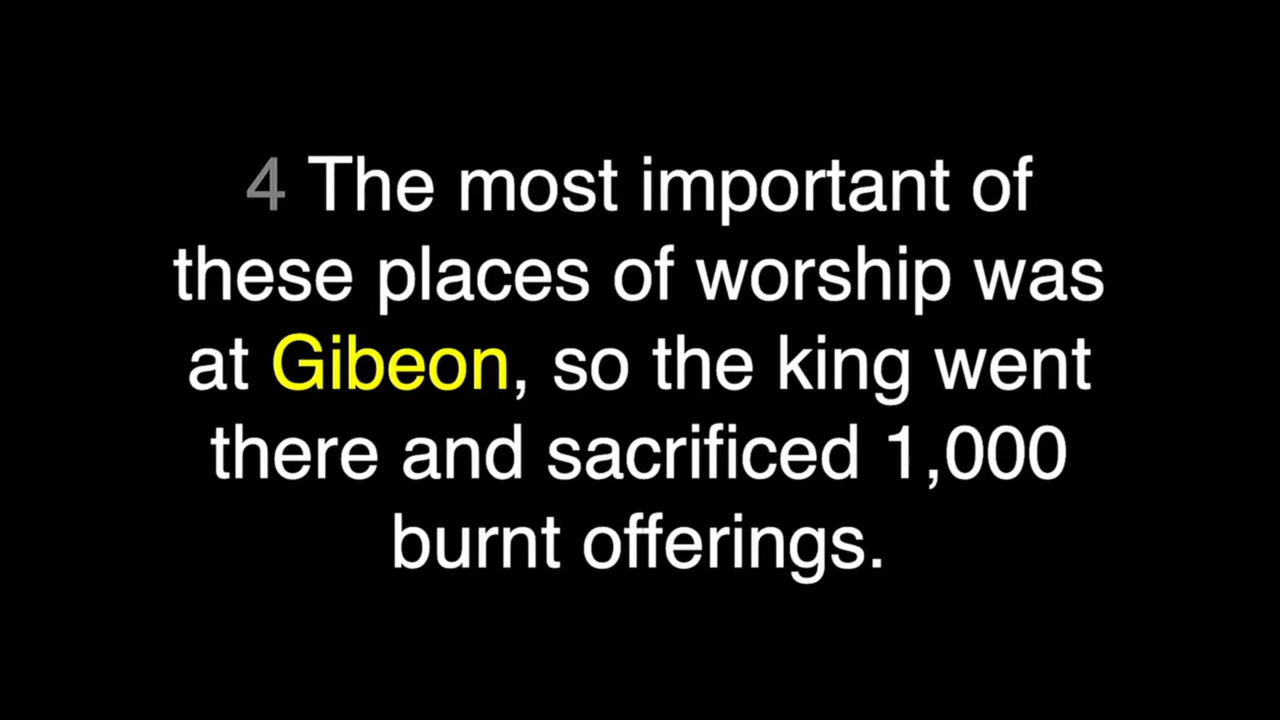 4 The most important of
these places of worship was
at Gibeon, so the king went
there and sacrificed 1,000
burnt offerings.